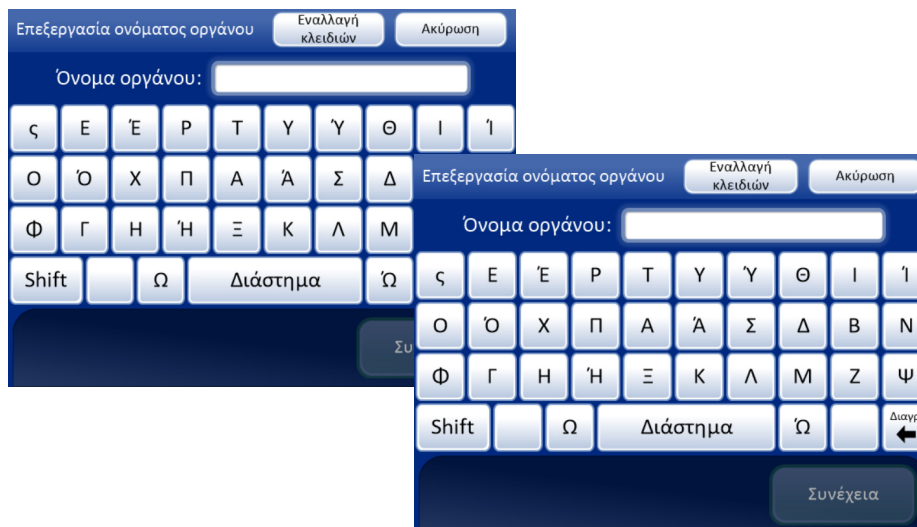 Επεξεργασία ονόματος οργάνου
Εναλλαγή
κλειδιών
Ακύρωση
Όνομα οργάνου:
ς Ε Έ Ρ Τ Υ Ύ Θ Ι Ί
Ο Ό Χ Π Α Ά Σ Δ
Φ Γ Η Ή Ξ Κ Λ Μ
Shift Ω Διάστημα Ώ
Επεξεργασία ονόματος οργάνου
Εναλλαγή
κλειδιών
Ακύρωση
Όνομα οργάνου:
ς Ε Έ Ρ Τ Υ Ύ Θ Ι Ί
Ο Ό Χ Π Α Ά Σ Δ Β Ν
Φ Γ Η Ή Ξ Κ Λ Μ Ζ Ψ
Shift Ω Διάστημα Ώ
Συνέχεια